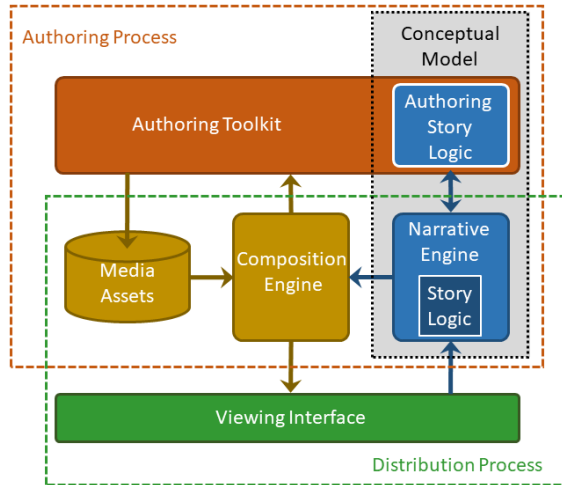 Authoring Process
Conceptual
Model
Authoring Toolkit
Authoring
Story
Logic
Media
Assets
Composition
Engine
Narrative
Engine
Story
Logic
Viewing Interface
Distribution Process